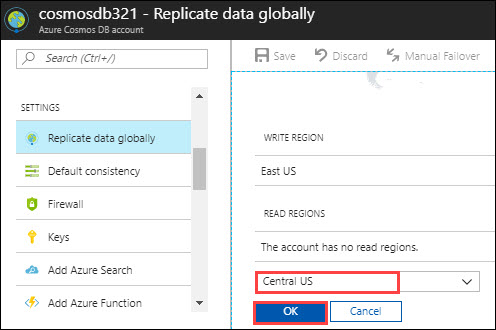 cosmosdb321 - Replicate data globally
Azure Cosmos DB account
Search (Ctrl+/)
SETTINGS
Replicate data globally
Default consistency
Firewall
Keys
Add Azure Search
Add Azure Function
Save Discard Manual Failover
WRITE REGION
East US
READ REGIONS
The account has no read regions.
Central US
OK Cancel